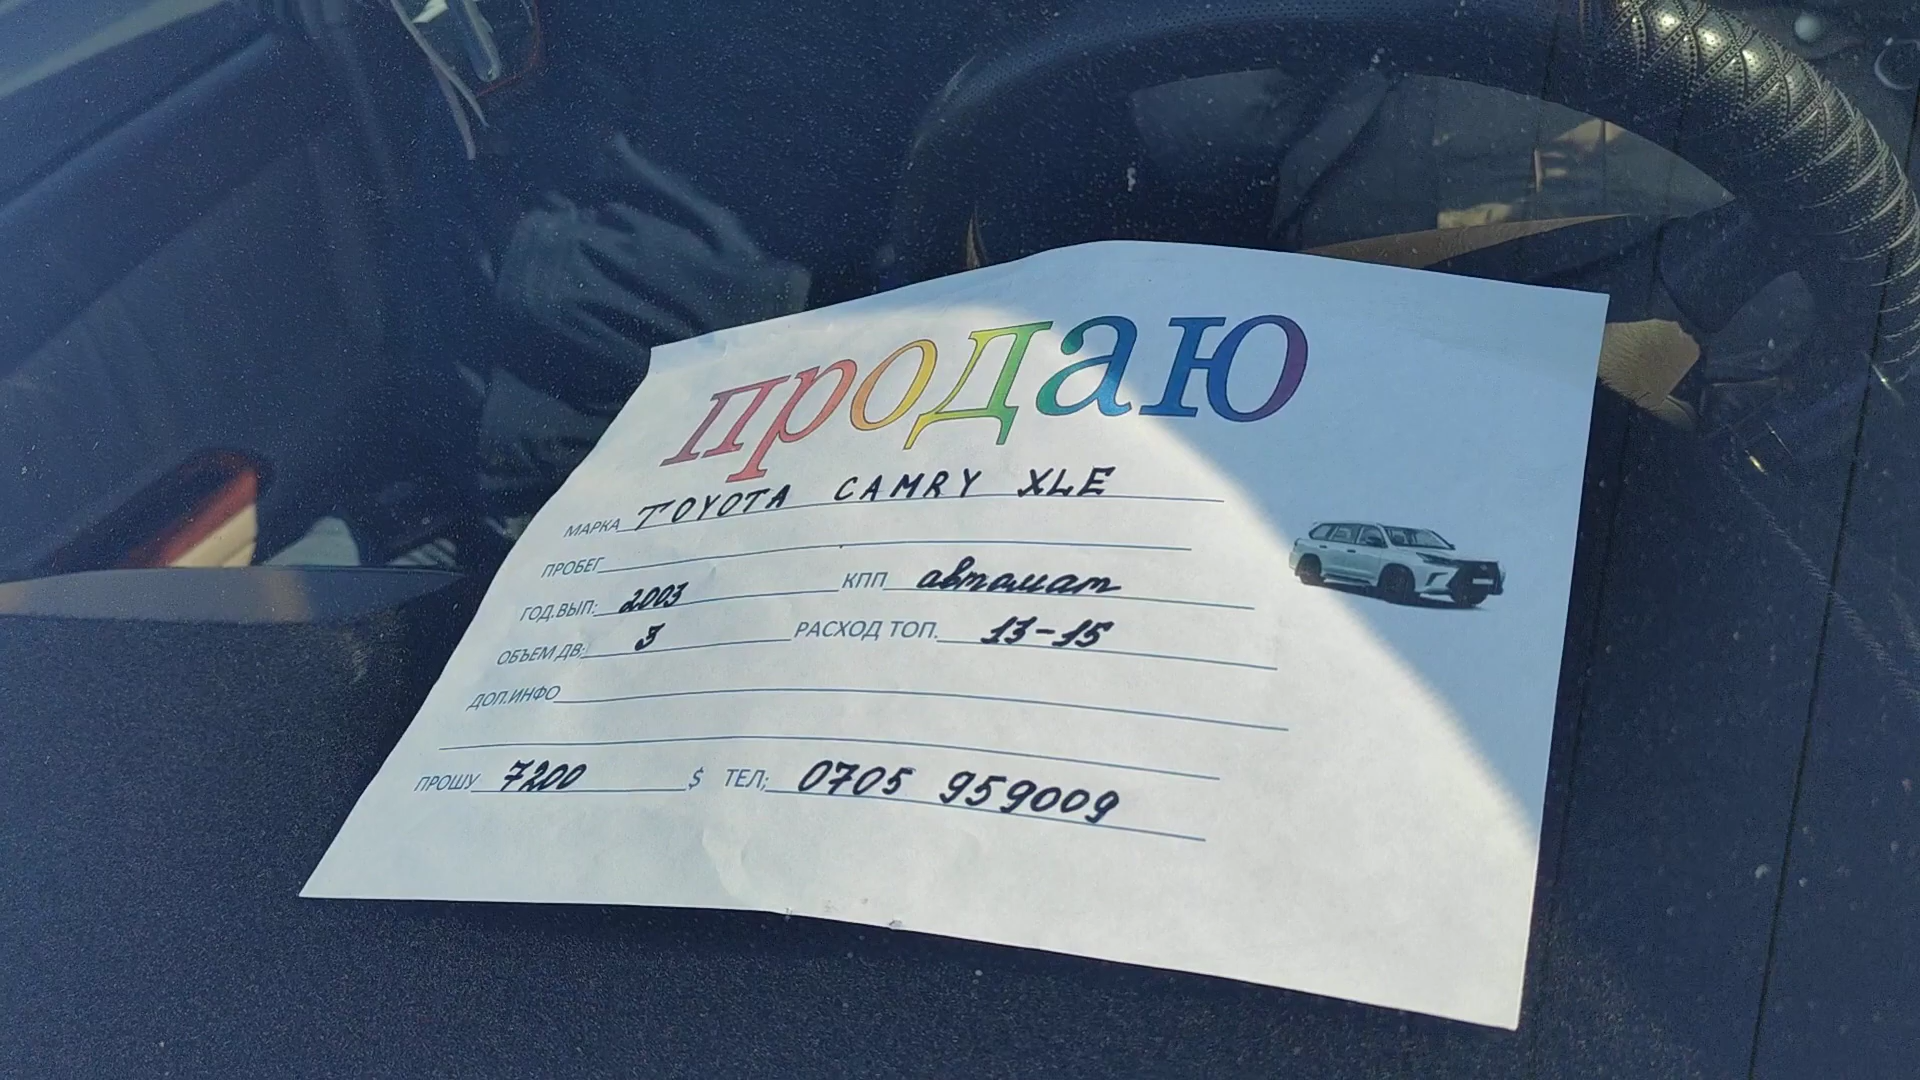 продаю
МАРКА TOYOTA CAMRY XLE
ПРОБЕГ
ГОД.ВЫП: 2003 КПП автомат
ОБЪЕМ ДВ: 3 РАСХОД ТОП. 13-15
ДОП.ИНФО
ПРОШУ 7200 $ ТЕЛ; 0705 959009